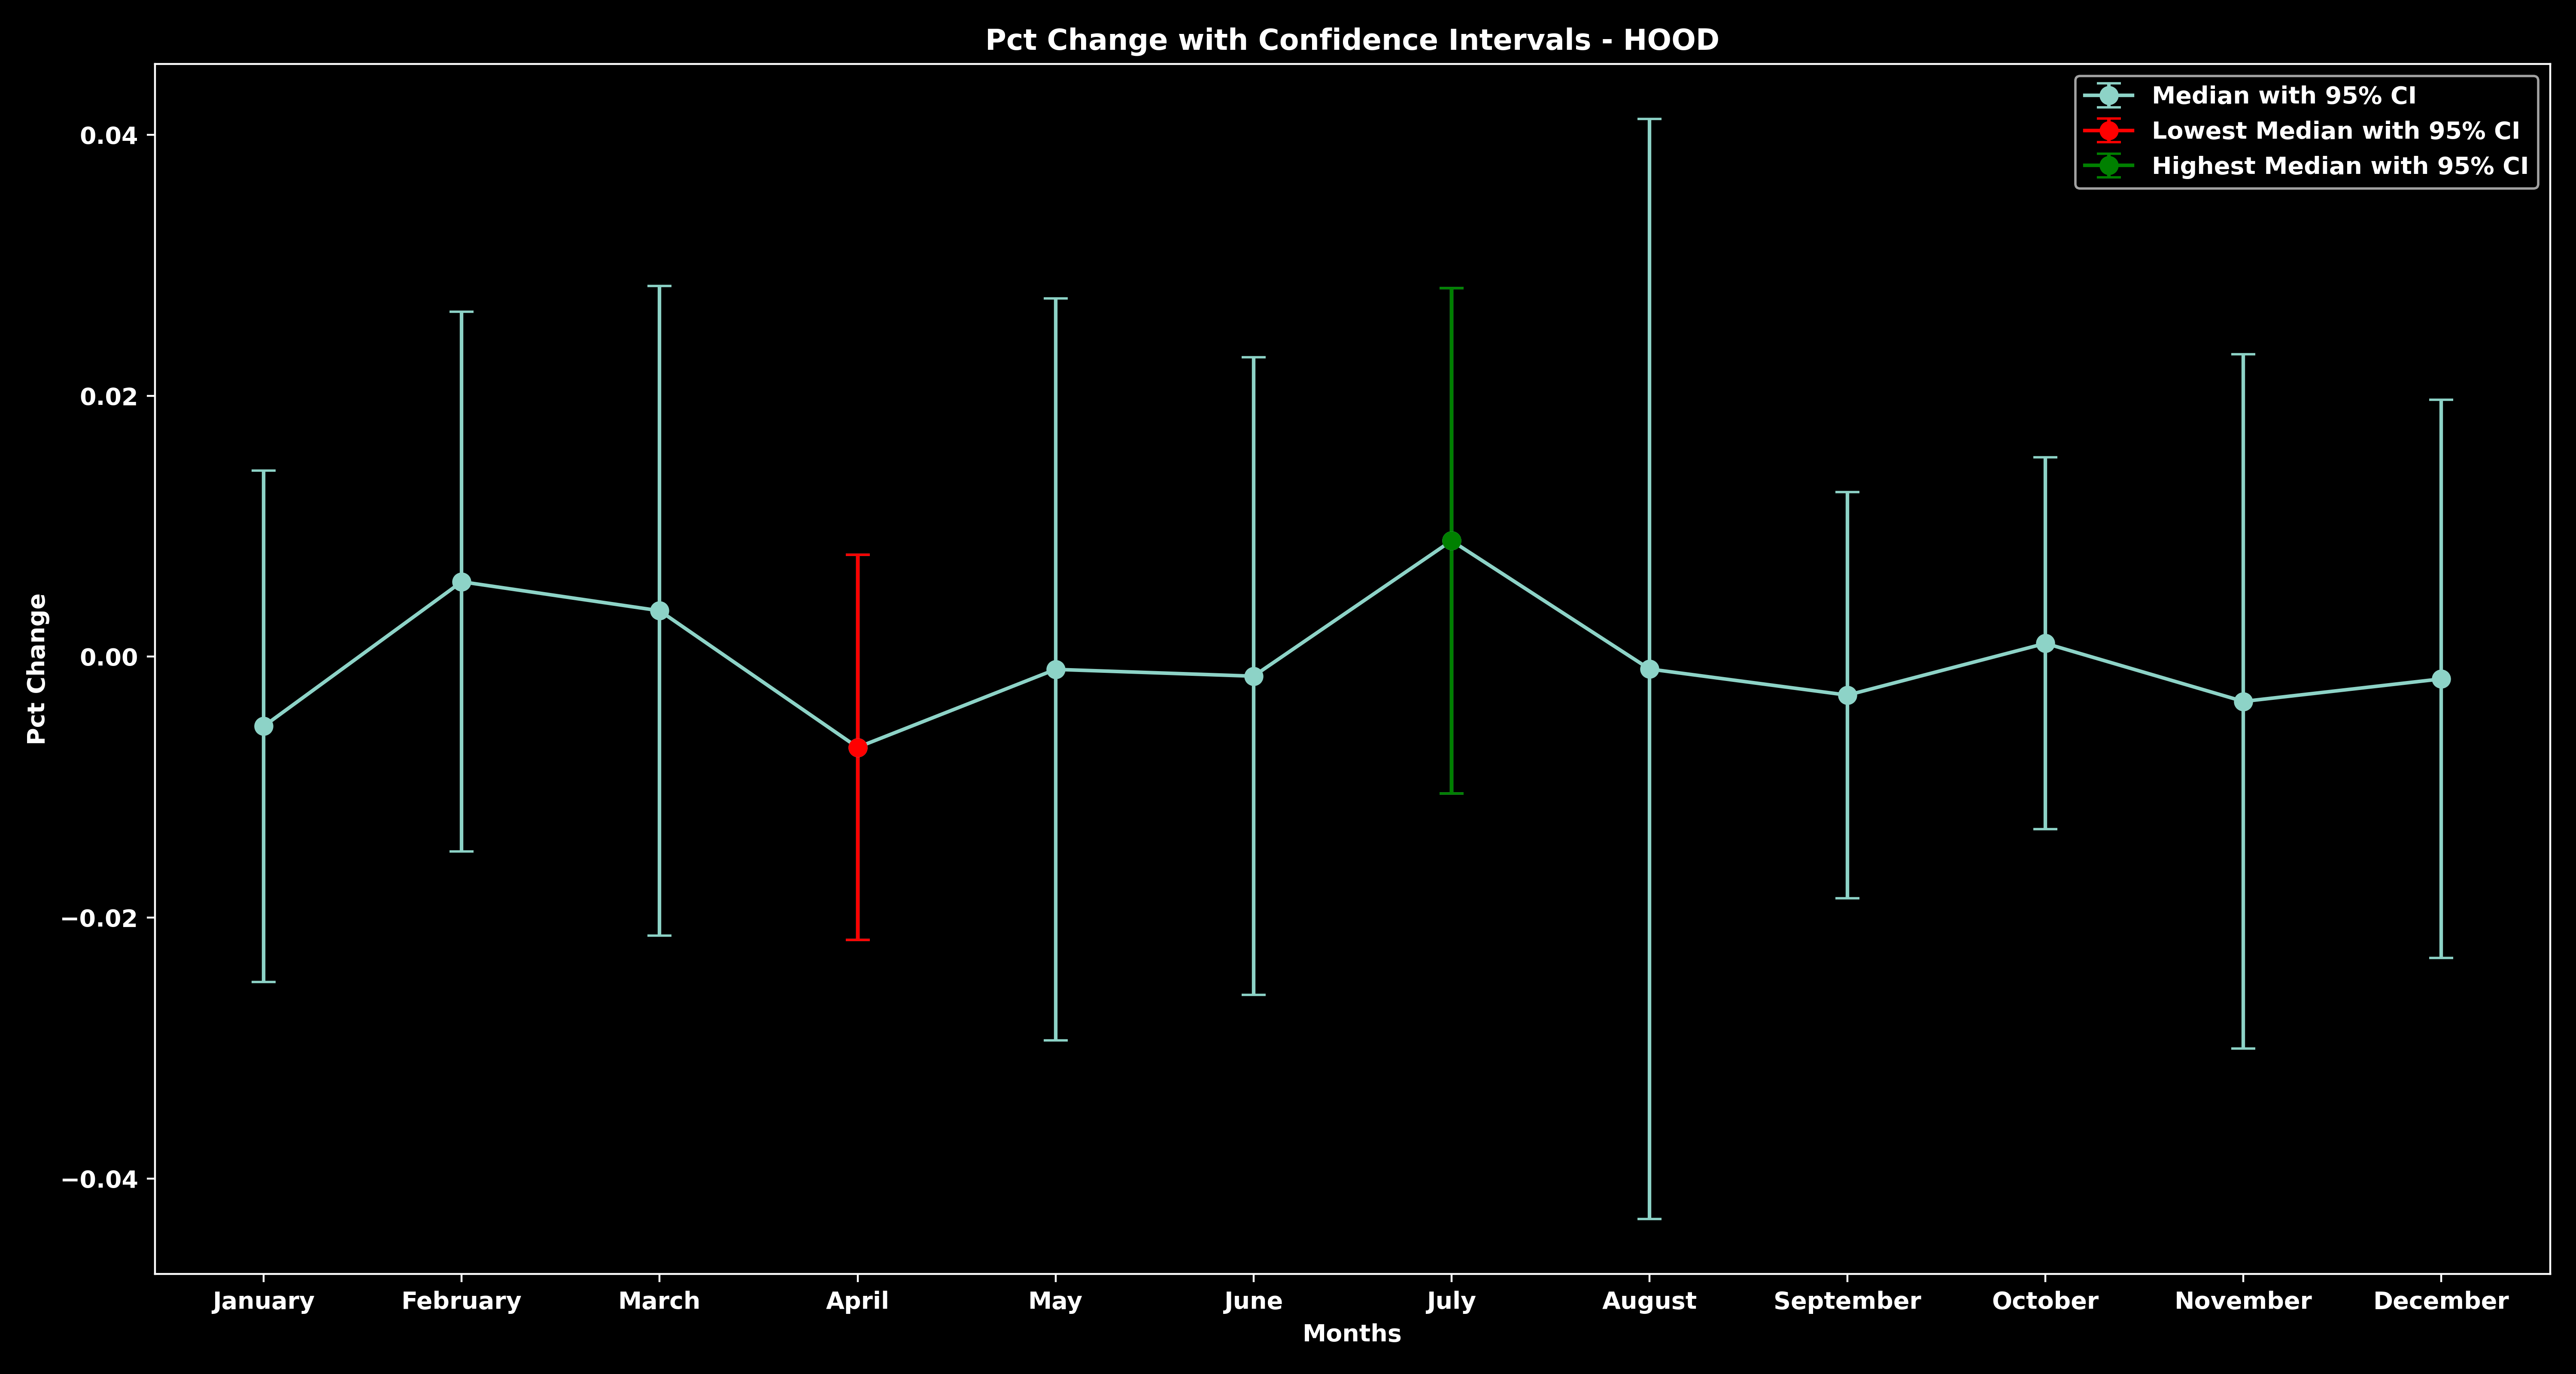 Pct Change with Confidence Intervals - HOOD
Median with 95% CI
Lowest Median with 95% CI
Highest Median with 95% CI
0.04
0.02
0.00
−0.02
−0.04
Pct Change
January February March April May June July August September October November December
Months